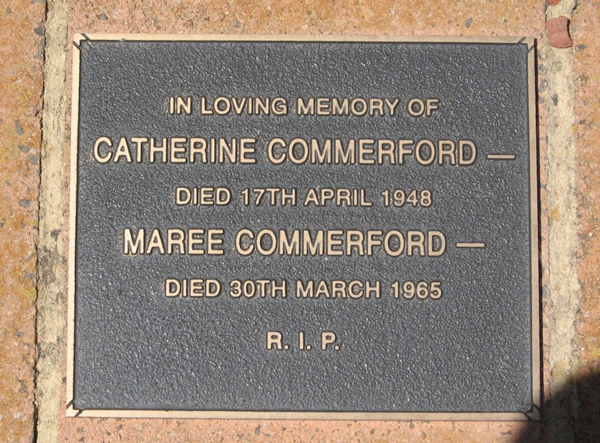 IN LOVING MEMORY OF
CATHERINE COMMERFORD —
DIED 17TH APRIL 1948
MAREE COMMERFORD —
DIED 30TH MARCH 1965
R. I. P.